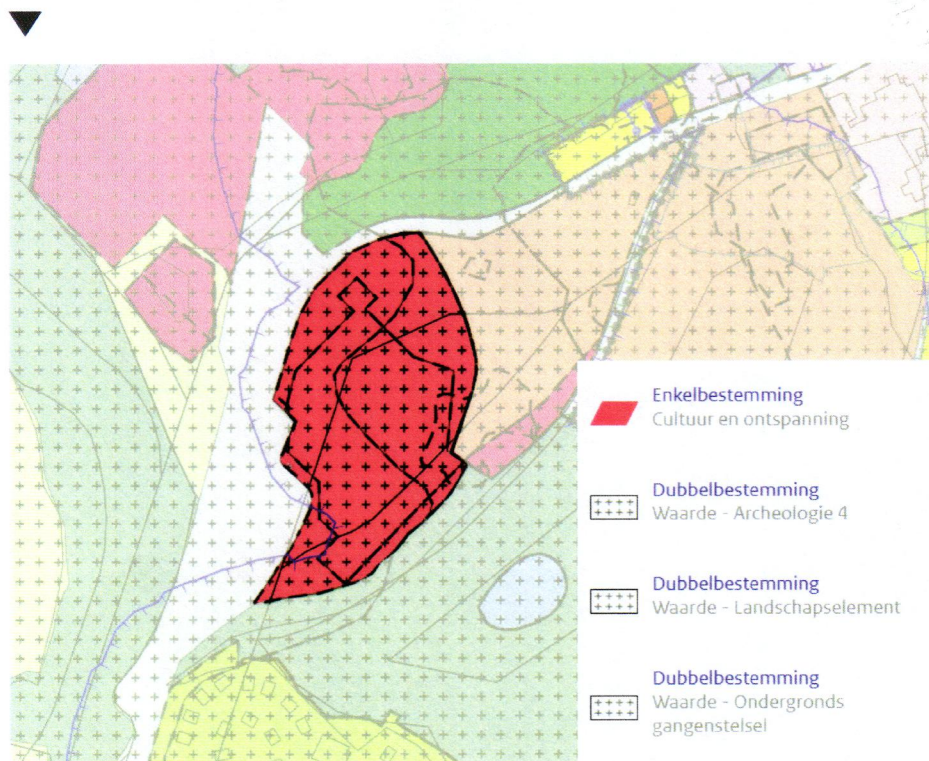 Enkelbestemming
Cultuur en ontspanning
Dubbelbestemming
Waarde - Archeologie 4
Dubbelbestemming
Waarde - Landschapselement
Dubbelbestemming
Waarde - Ondergronds
gangenstelsel